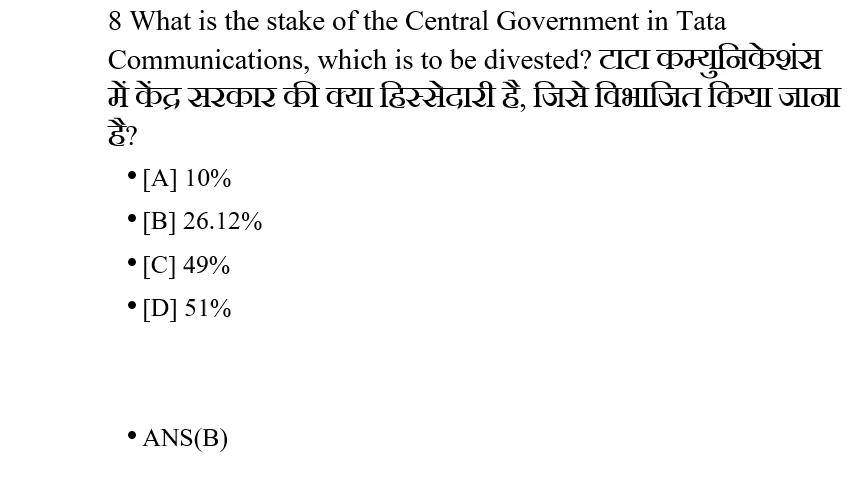 8 What is the stake of the Central Government in Tata
Communications, which is to be divested? टाटा कम्युनिकेशंस
में केंद्र सरकार की क्या हिस्सेदारी है, जिसे विभाजित किया जाना
है?
• [A] 10%
• [B] 26.12%
• [C] 49%
• [D] 51%
• ANS(B)